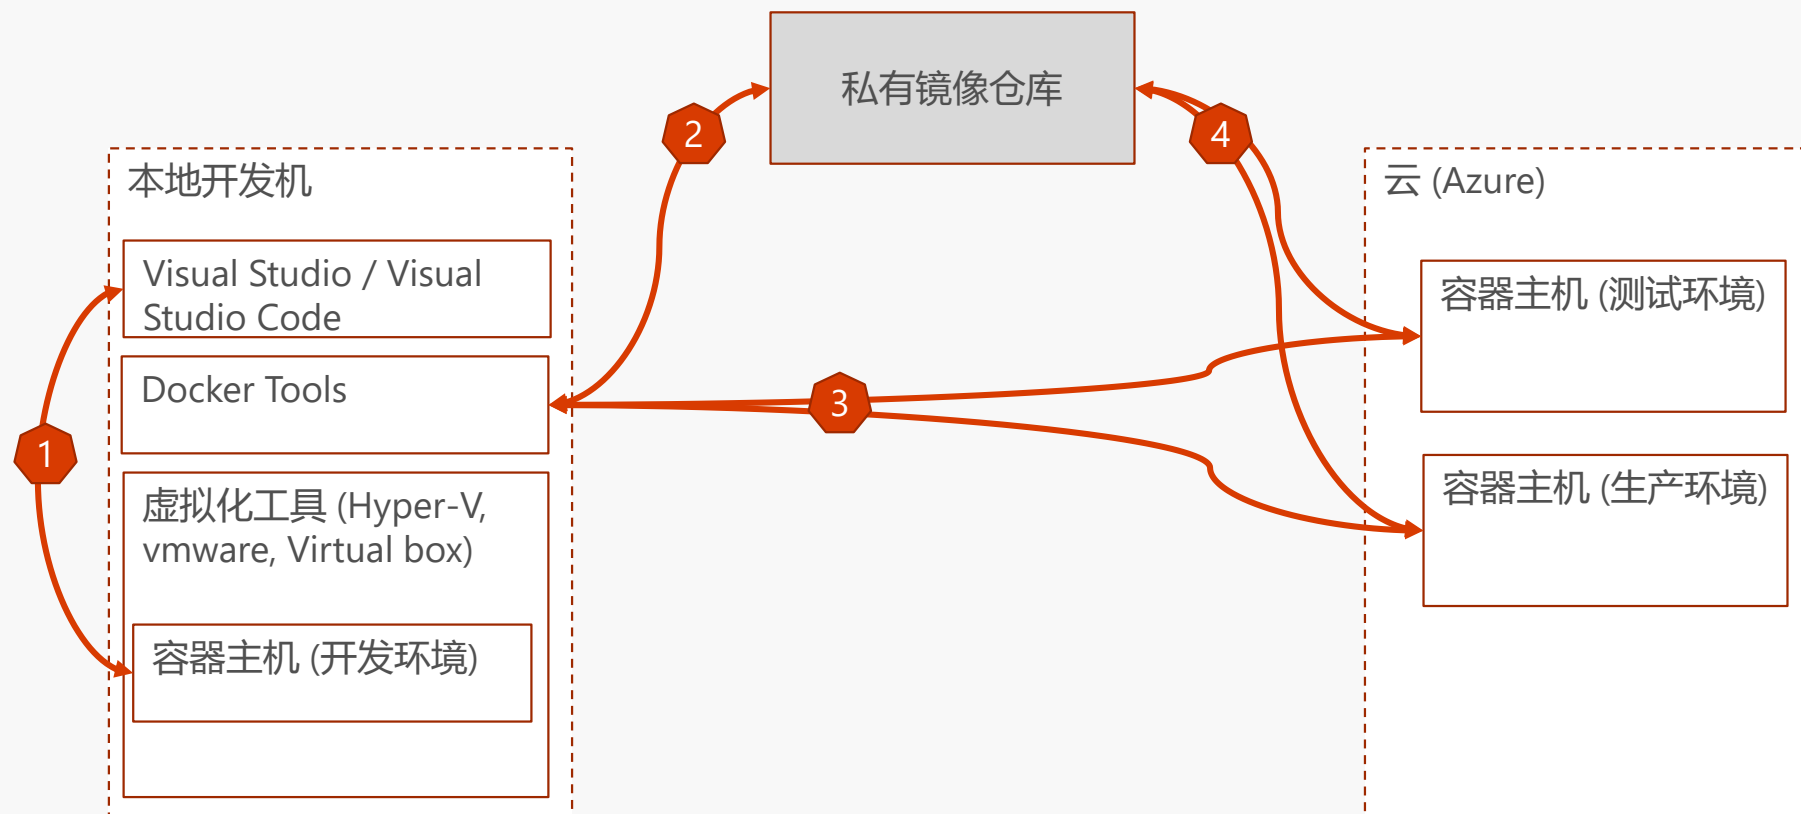 私有镜像仓库
2
4
本地开发机
云 (Azure)
Visual Studio / Visual
Studio Code
容器主机 (测试环境)
Docker Tools
3
1
虚拟化工具 (Hyper-V,
vmware, Virtual box)
容器主机 (生产环境)
容器主机 (开发环境)